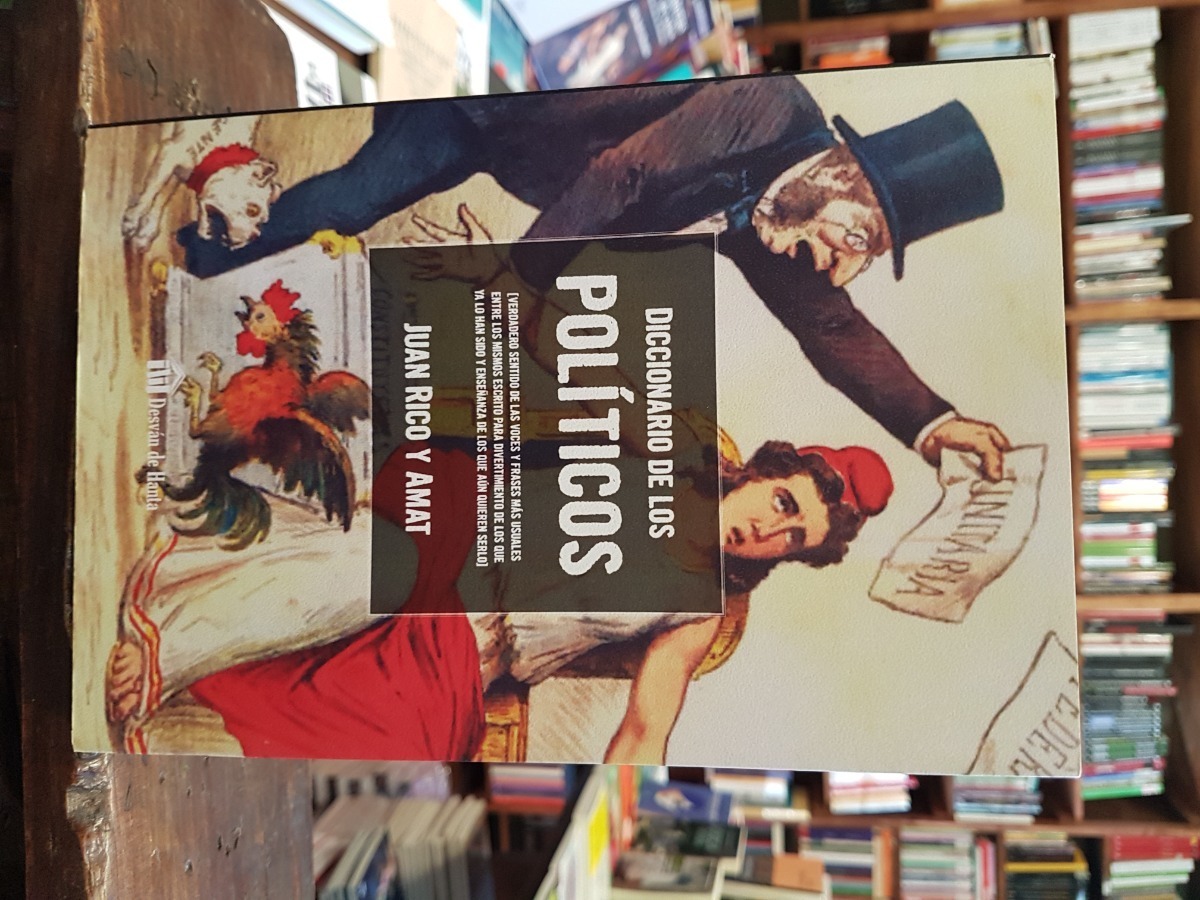 UNITARIA
FEDER
DICCIONARIO DE LOS
POLÍTICOS
[VERDADERO SENTIDO DE LAS VOCES Y FRASES MÁS USUALES
ENTRE LOS MISMOS ESCRITO PARA DIVERTIMIENTO DE LOS QUE
YA LO HAN SIDO Y ENSEÑANZA DE LOS QUE AÚN QUIEREN SERLO]
JUAN RICO Y AMAT
Desván de Hanta